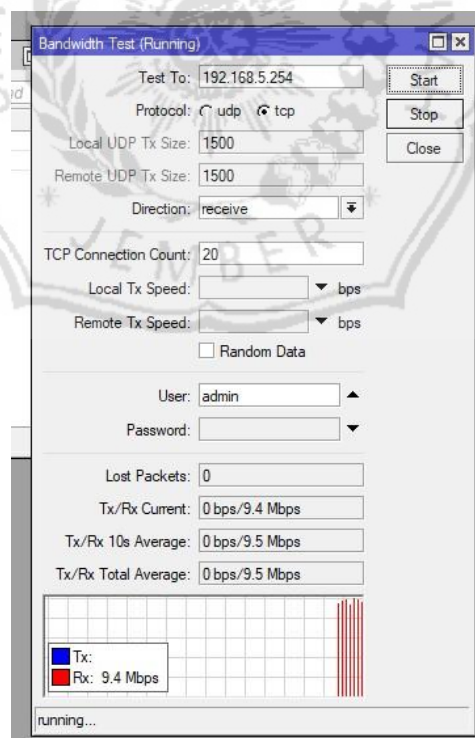 Bandwidth Test (Running)
Test To: 192.168.5.254
Start
Protocol: udp tcp
Stop
Local UDP Tx Size: 1500
Close
Remote UDP Tx Size: 1500
Direction: receive
TCP Connection Count: 20
Local Tx Speed: bps
Remote Tx Speed: bps
Random Data
User: admin
Password:
Lost Packets: 0
Tx/Rx Current: 0 bps/9.4 Mbps
Tx/Rx 10s Average: 0 bps/9.5 Mbps
Tx/Rx Total Average: 0 bps/9.5 Mbps
Tx:
Rx: 9.4 Mbps
running...
JEMBER